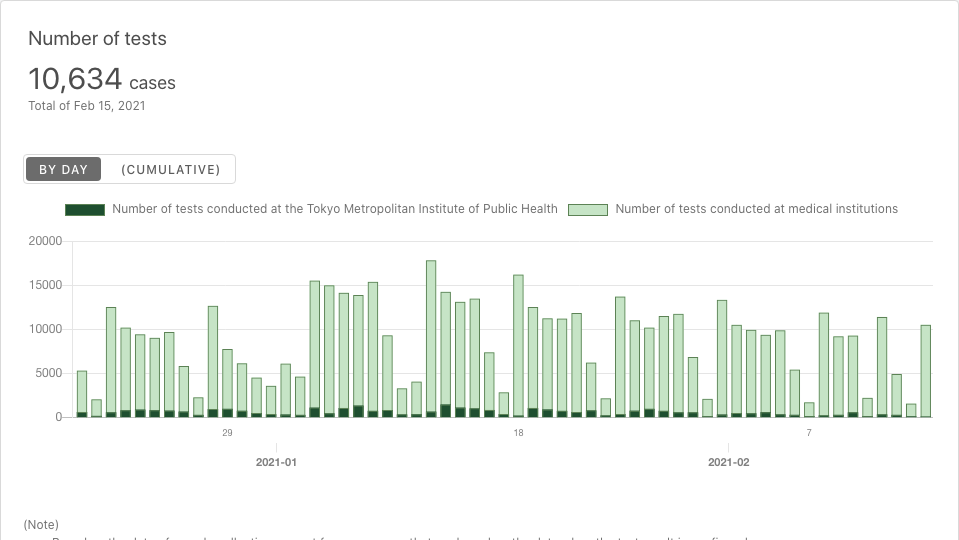 Number of tests
10,634 cases
Total of Feb 15, 2021
BY DAY (CUMULATIVE)
Number of tests conducted at the Tokyo Metropolitan Institute of Public Health Number of tests conducted at medical institutions
20000
15000
10000
5000
0
29 18 7
2021-01 2021-02
(Note)